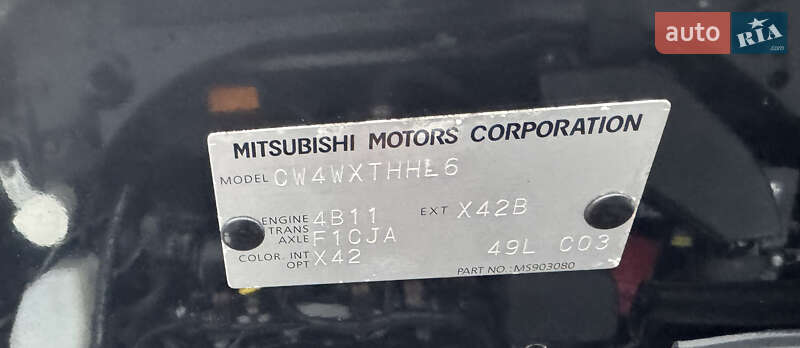 auto RIA .com
MITSUBISHI MOTORS CORPORATION
MODEL CW4WXTHHL6
ENGINE 4B11 EXT X42B
TRANS AXLE F1CJA
COLOR. INT OPT X42 49L C03
PART NO.: MS903080